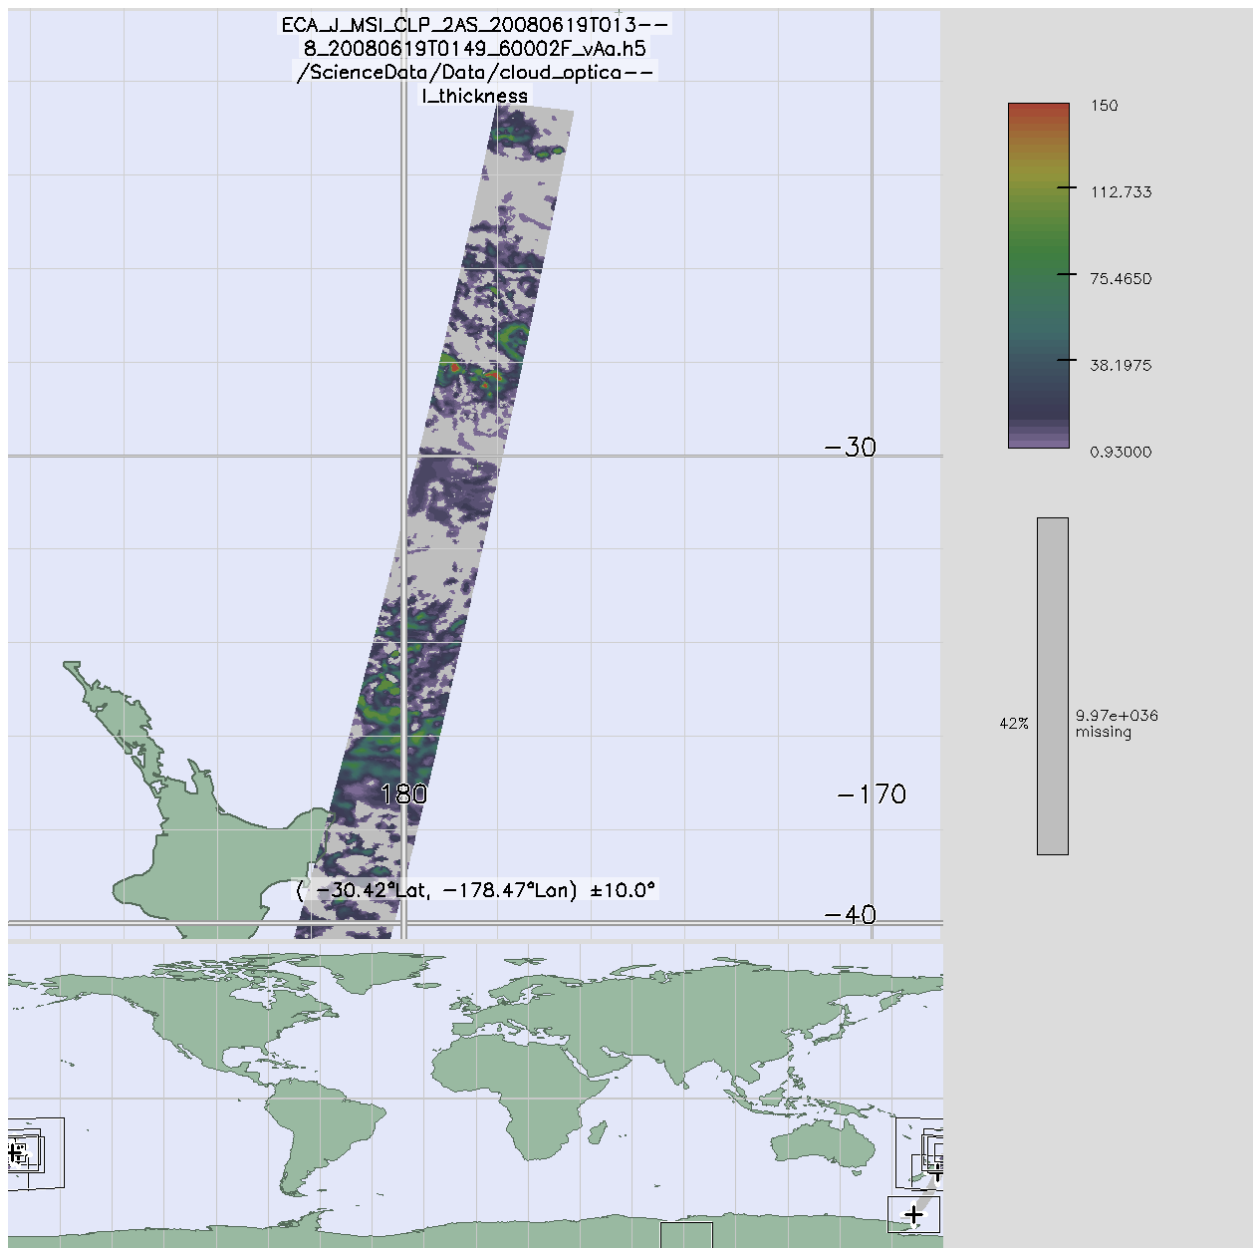 ECA_J_MSI_CLP_2AS_20080619T013--
8_20080619T0149_60002F_vAa.h5
/ScienceData/Data/cloud_optica--
l_thickness
150
112.733
75.4650
38.1975
0.93000
-30
42%
9.97e+036
missing
180
-170
( -30.42°Lat, -178.47°Lon) ±10.0°
-40